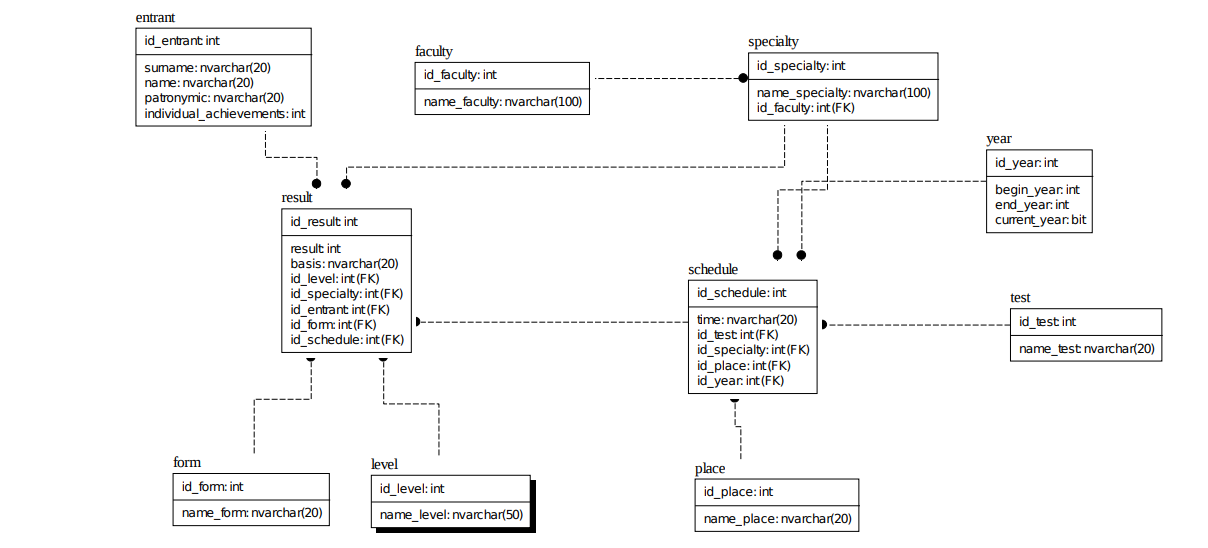 entrant
id_entrant: int
surname: nvarchar(20)
name: nvarchar(20)
patronymic: nvarchar(20)
individual_achievements: int
faculty
id_faculty: int
name_faculty: nvarchar(100)
specialty
id_specialty: int
name_specialty: nvarchar(100)
id_faculty: int (FK)
year
id_year: int
begin_year: int
end_year: int
current_year: bit
result
id_result: int
result: int
basis: nvarchar(20)
id_level: int (FK)
id_specialty: int (FK)
id_entrant: int (FK)
id_form: int (FK)
id_schedule: int (FK)
schedule
id_schedule: int
time: nvarchar(20)
id_test: int (FK)
id_specialty: int (FK)
id_place: int (FK)
id_year: int (FK)
test
id_test: int
name_test: nvarchar(20)
form
id_form: int
name_form: nvarchar(20)
level
id_level: int
name_level: nvarchar(50)
place
id_place: int
name_place: nvarchar(20)